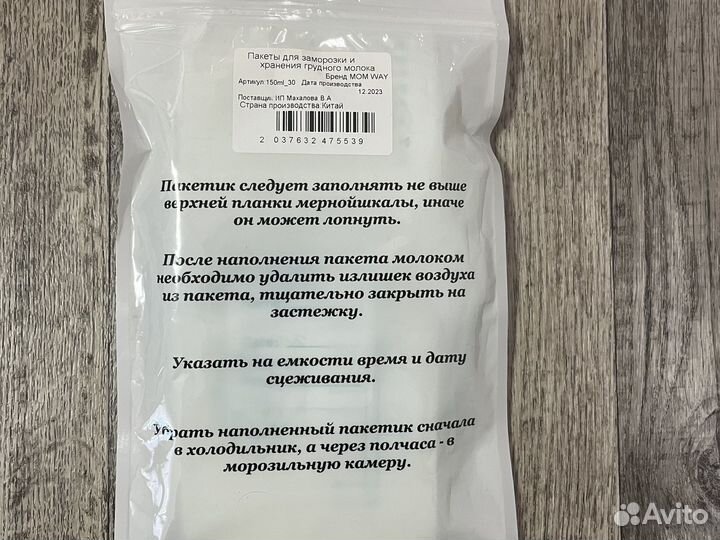 Пакеты для заморозки и
хранения грудного молока
Бренд MOM WAY
Артикул:150ml_30 Дата производства
12.2023
Поставщик: ИП Махалова В А
Страна производства:Китай
2 037632 475539
Пакетик следует заполнять не выше
верхней планки мернойшкалы, иначе
он может лопнуть.
После наполнения пакета молоком
необходимо удалить излишек воздуха
из пакета, тщательно закрыть на
застежку.
Указать на емкости время и дату
сцеживания.
Убрать наполненный пакетик сначала
в холодильник, а через полчаса - в
морозильную камеру.
Avito